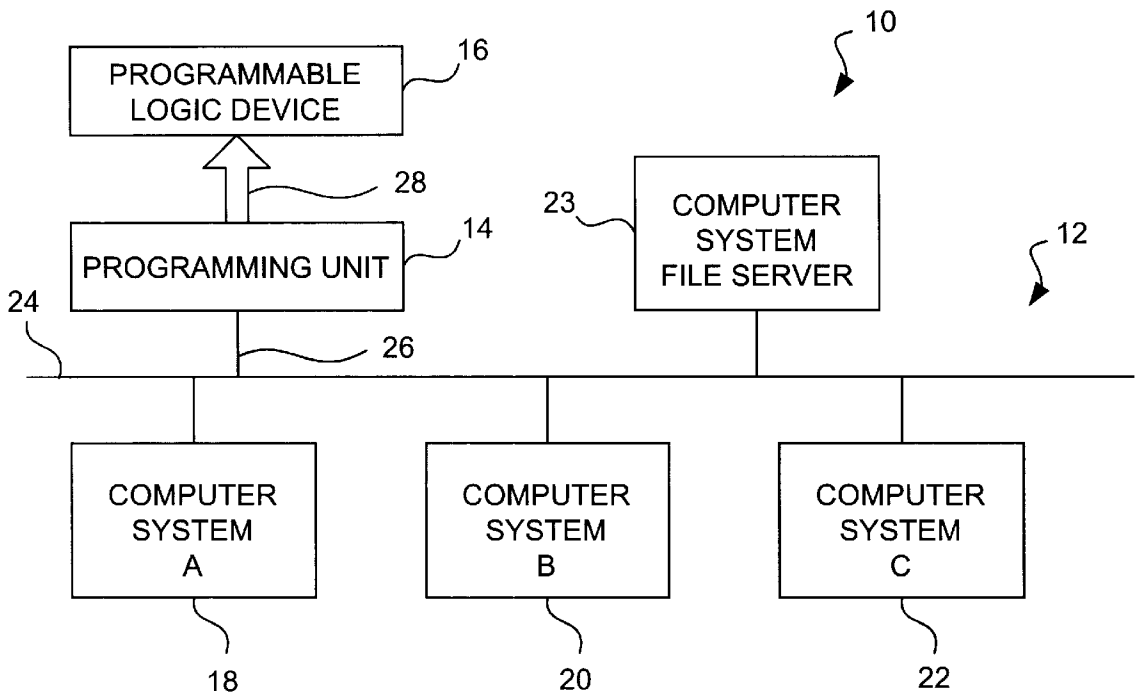 10
PROGRAMMABLE
LOGIC DEVICE
16
28
23
COMPUTER
SYSTEM
FILE SERVER
12
PROGRAMMING UNIT
14
24
26
COMPUTER
SYSTEM
A
COMPUTER
SYSTEM
B
COMPUTER
SYSTEM
C
18
20
22